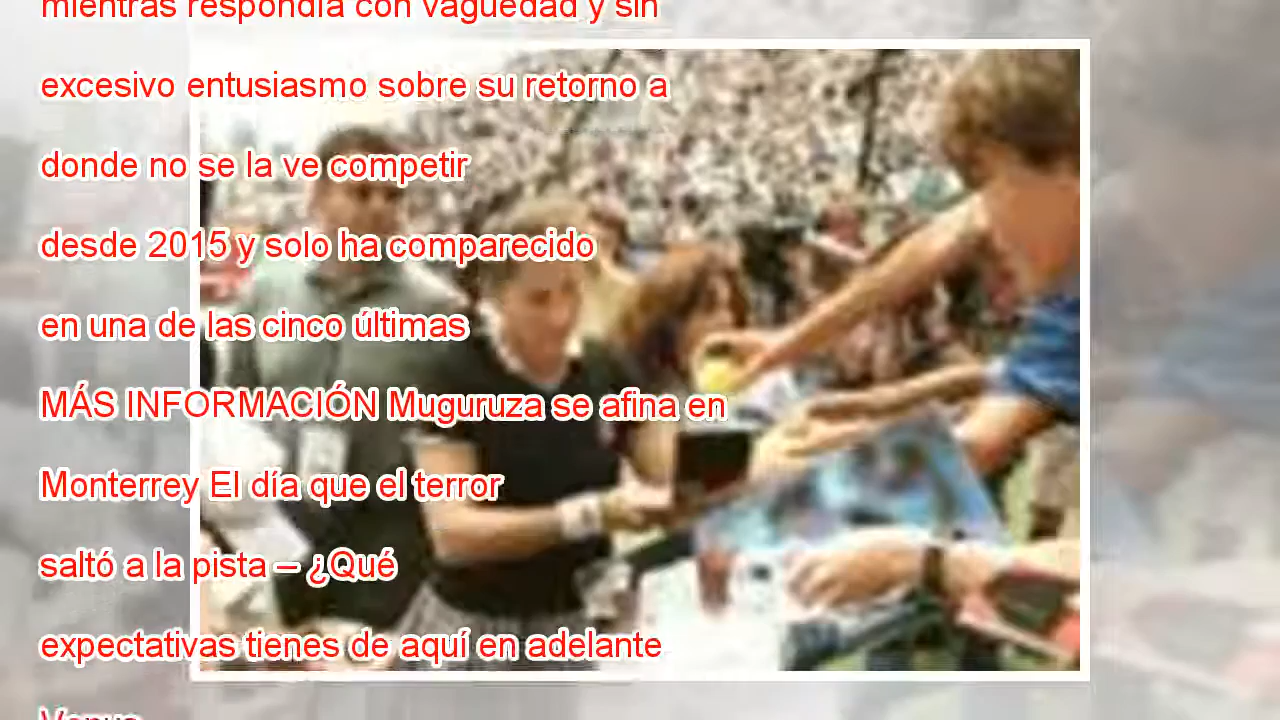 mientras respondía con vaguedad y sin
excesivo entusiasmo sobre su retorno a
donde no se la ve competir
desde 2015 y solo ha comparecido
en una de las cinco últimas
MÁS INFORMACIÓN Muguruza se afina en
Monterrey El día que el terror
saltó a la pista – ¿Qué
expectativas tienes de aquí en adelante
Venus